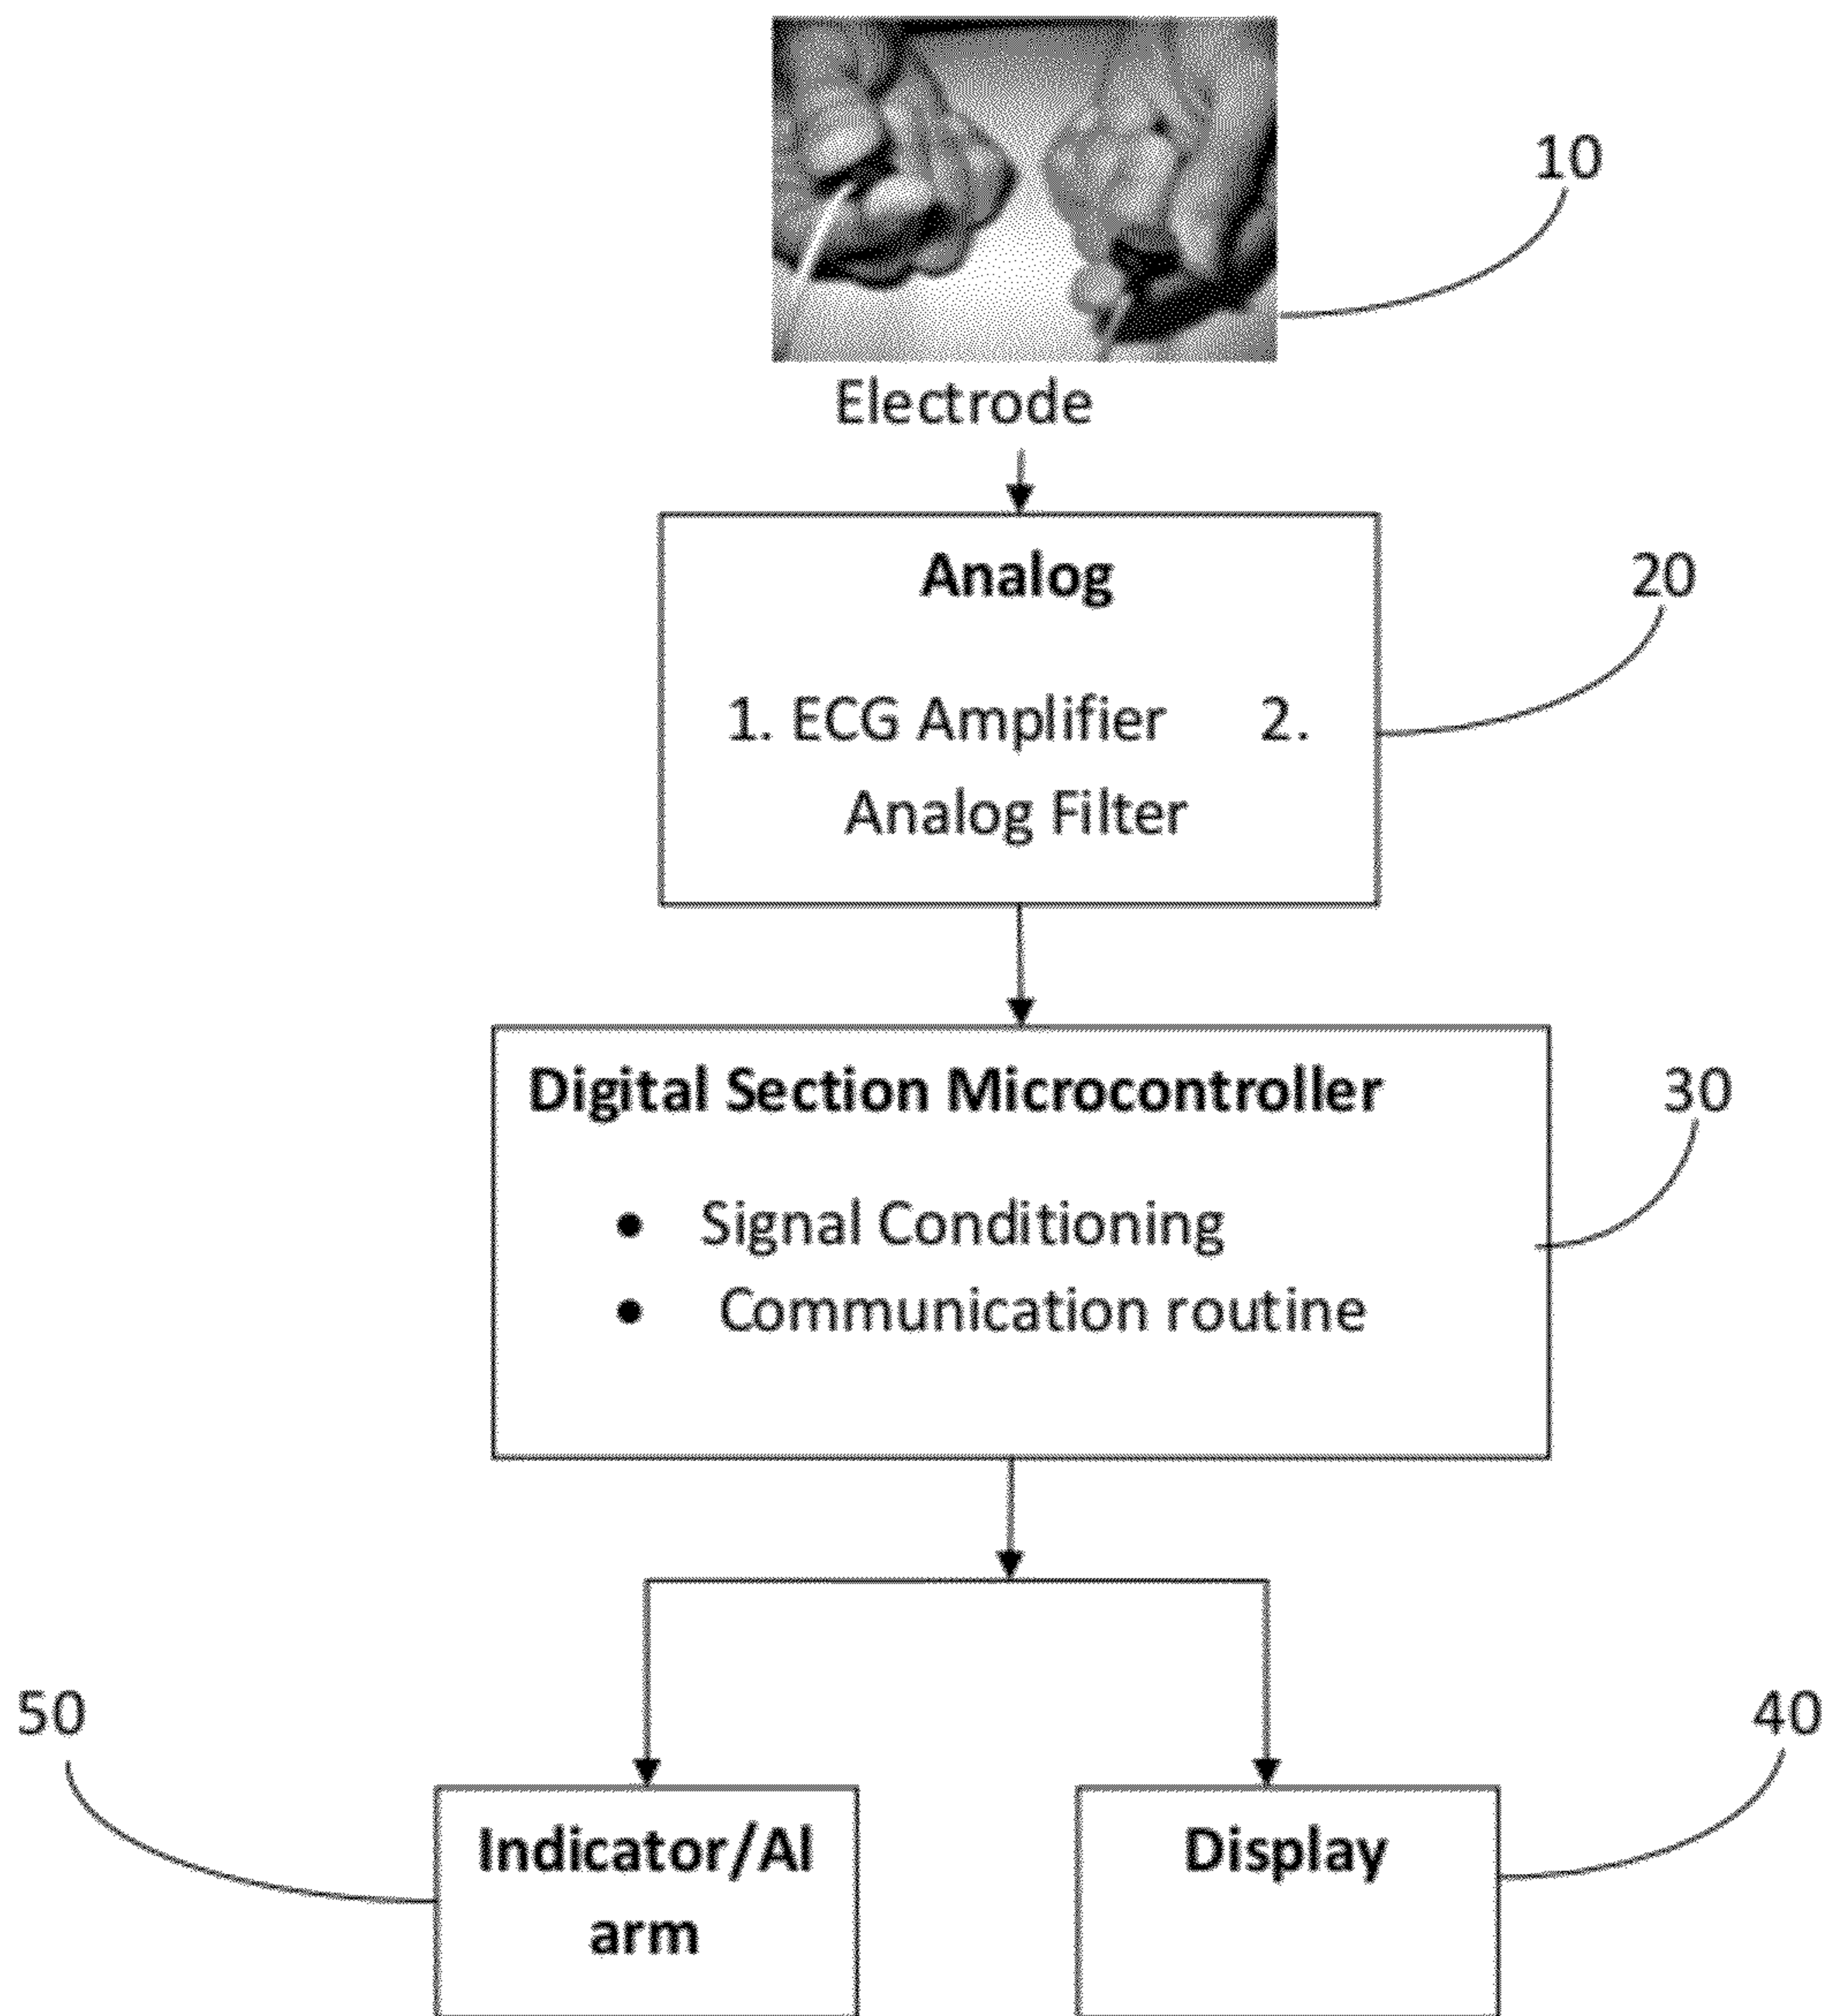 10
Electrode
Analog
20
1. ECG Amplifier 2.
Analog Filter
Digital Section Microcontroller
30
• Signal Conditioning
• Communication routine
50
40
Indicator/Al
arm
Display